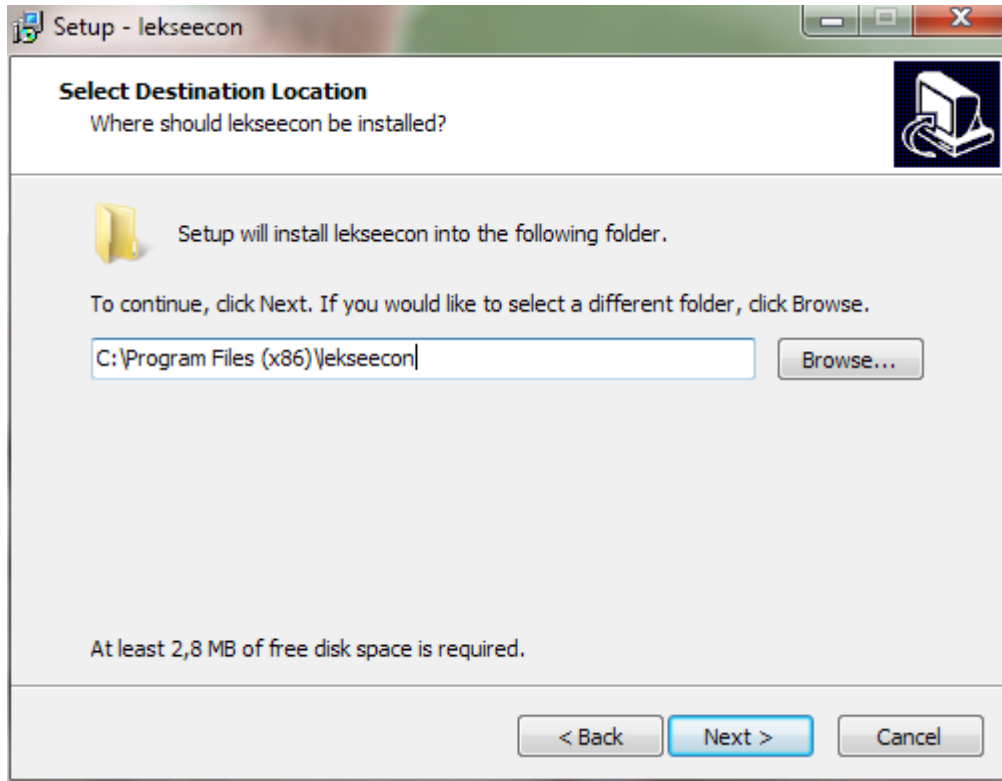 Setup - lekseecon
Select Destination Location
Where should lekseecon be installed?
Setup will install lekseecon into the following folder.
To continue, click Next. If you would like to select a different folder, click Browse.
C:\Program Files (x86)\lekseecon
Browse...
At least 2,8 MB of free disk space is required.
< Back
Next >
Cancel